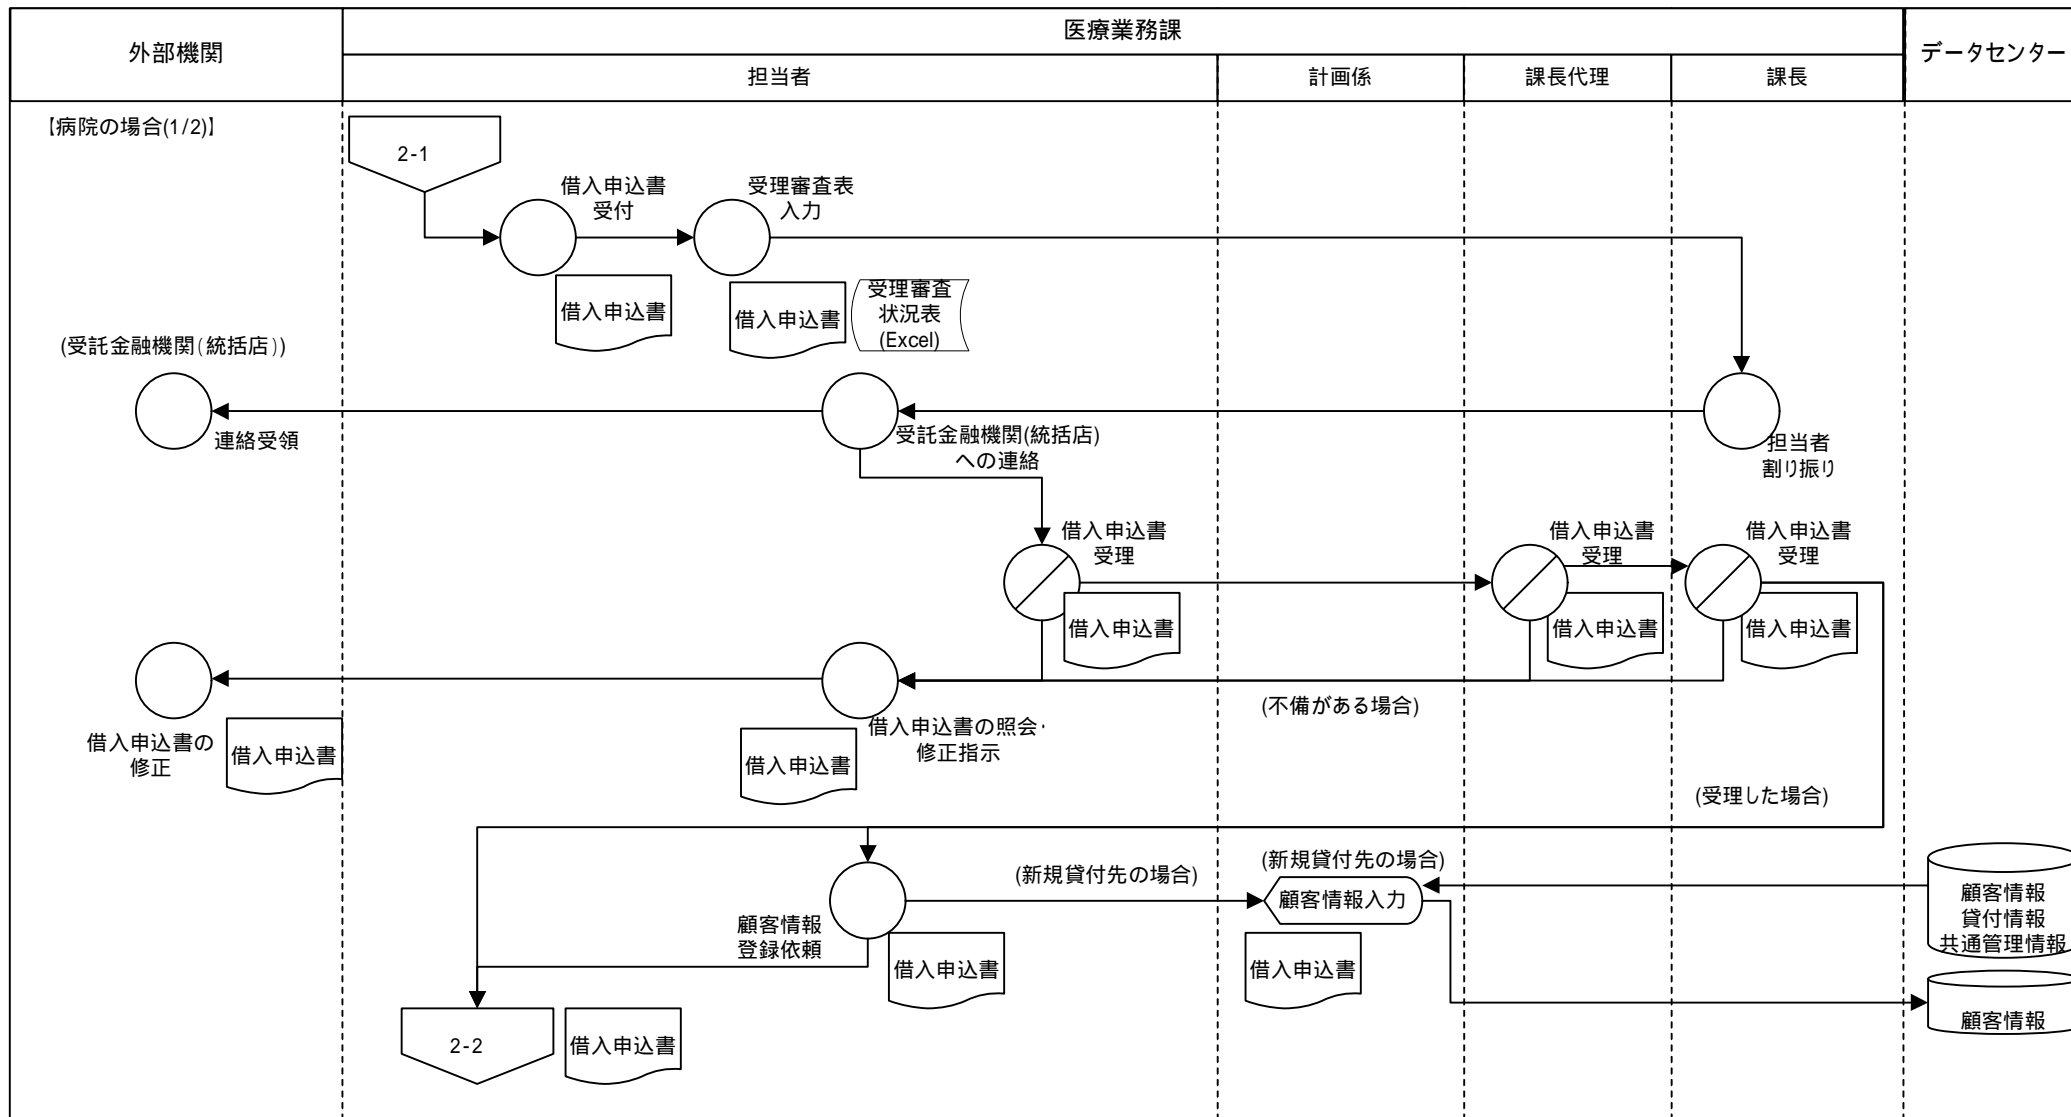 外部機関
医療業務課
データセンター
担当者
計画係
課長代理
課長
【病院の場合(1/2)】
2-1
借入申込書
受付
受理審査表
入力
借入申込書
借入申込書
受理審査
状況表
(Excel)
(受託金融機関(統括店))
連絡受領
受託金融機関(統括店)
への連絡
担当者
割り振り
借入申込書
受理
借入申込書
受理
借入申込書
受理
借入申込書
借入申込書
借入申込書
借入申込書の
修正
借入申込書
借入申込書
借入申込書の照会・
修正指示
(不備がある場合)
(受理した場合)
(新規貸付先の場合)
(新規貸付先の場合)
顧客情報入力
顧客情報
貸付情報
共通管理情報
顧客情報
登録依頼
借入申込書
借入申込書
顧客情報
2-2
借入申込書